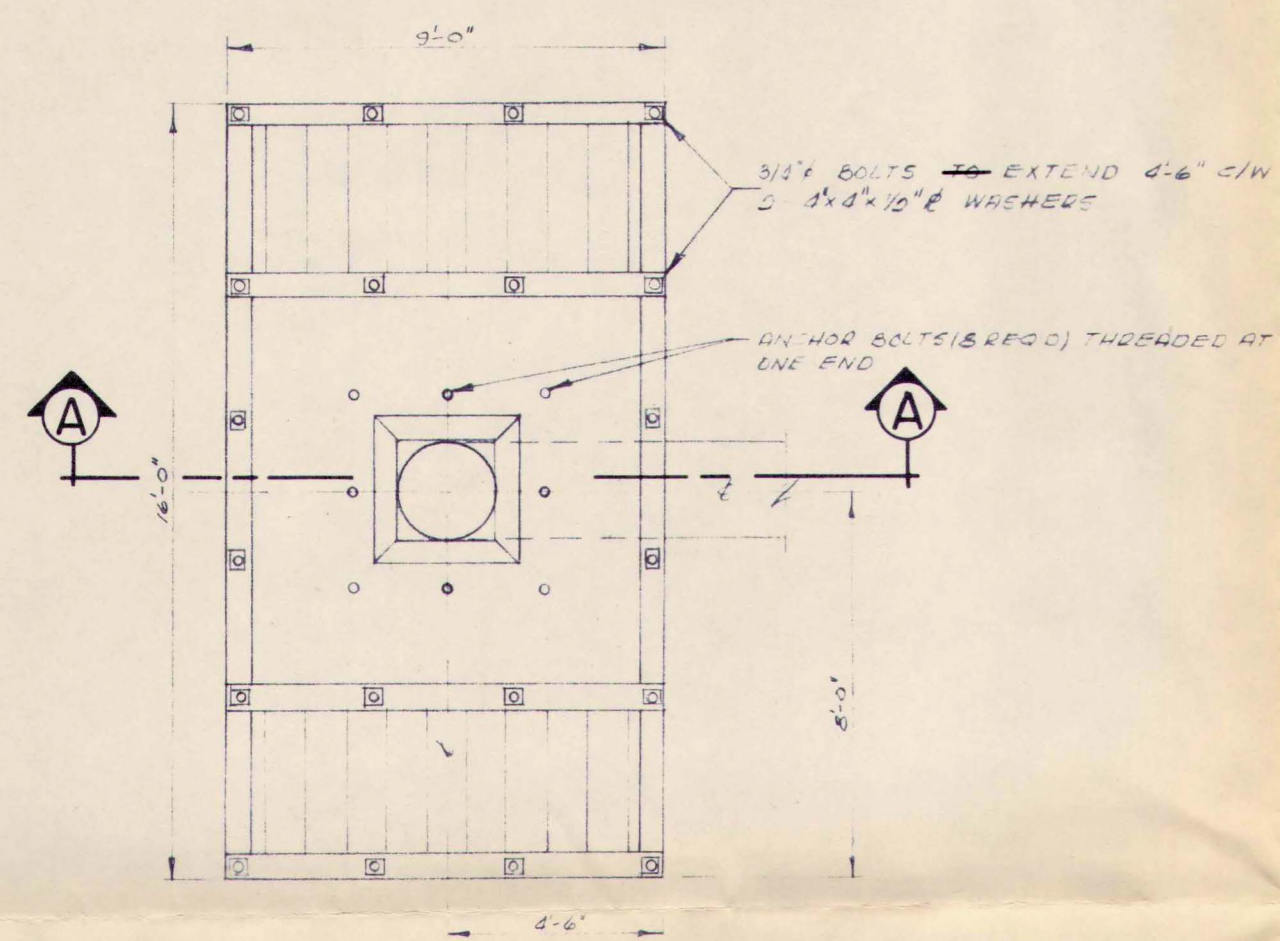 9'-0"
3/4"⌀ BOLTS TO EXTEND 4'-6" C/W
2- 4"x4"x1/2" ℄ WASHERS
ANCHOR BOLTS (8 REQ'D) THREADED AT
ONE END
A
A
16'-0"
8'-0"
4'-6"